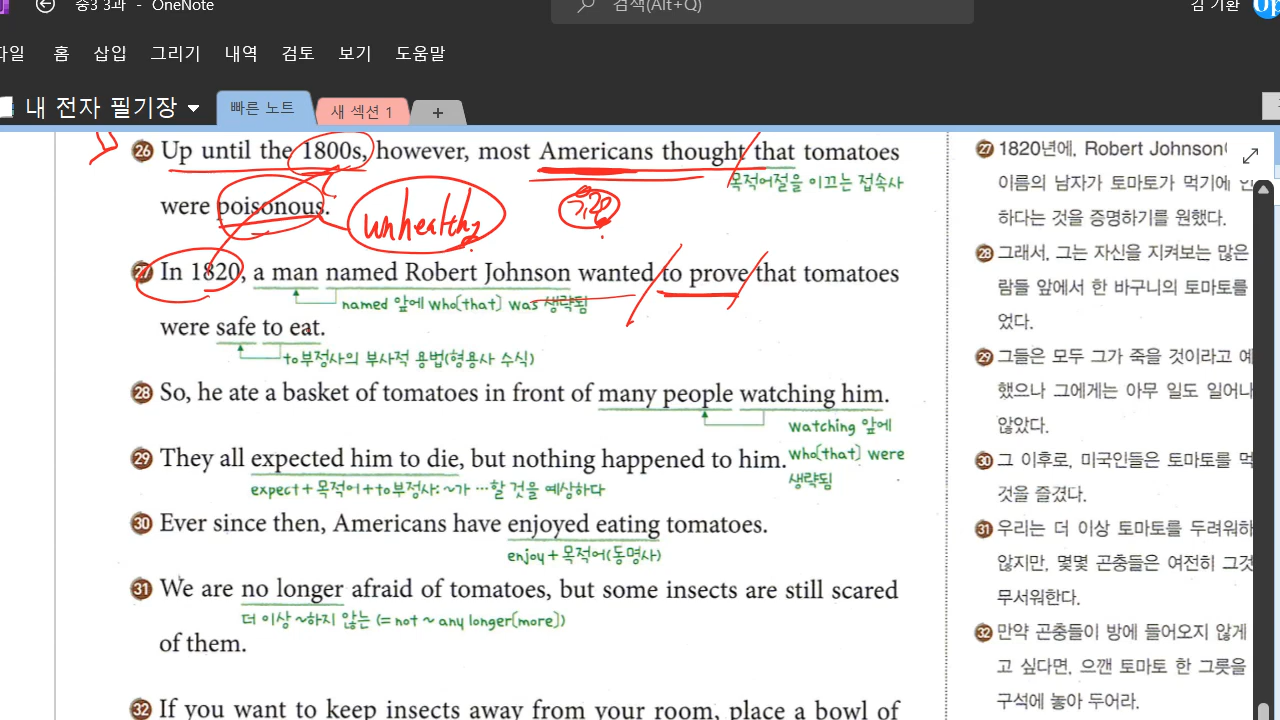 중3 3과 - OneNote
검색(Alt+Q)
김 기환
파일 홈 삽입 그리기 내역 검토 보기 도움말
내 전자 필기장
빠른 노트
새 섹션 1
+
26 Up until the 1800s, however, most Americans thought that tomatoes
목적어절을 이끄는 접속사
were poisonous.
unhealthy
27 In 1820, a man named Robert Johnson wanted to prove that tomatoes
named 앞에 who(that) was 생략됨
were safe to eat.
to부정사의 부사적 용법(형용사 수식)
28 So, he ate a basket of tomatoes in front of many people watching him.
watching 앞에
who(that) were
생략됨
29 They all expected him to die, but nothing happened to him.
expect + 목적어 + to부정사: ~가 …할 것을 예상하다
30 Ever since then, Americans have enjoyed eating tomatoes.
enjoy + 목적어(동명사)
31 We are no longer afraid of tomatoes, but some insects are still scared
더 이상 ~하지 않는 (= not ~ any longer(more))
of them.
32 If you want to keep insects away from your room, place a bowl of
27 1820년에, Robert Johnson
이름의 남자가 토마토가 먹기에
하다는 것을 증명하기를 원했다.
28 그래서, 그는 자신을 지켜보는 많은
람들 앞에서 한 바구니의 토마토를
었다.
29 그들은 모두 그가 죽을 것이라고 예
했으나 그에게는 아무 일도 일어나
않았다.
30 그 이후로, 미국인들은 토마토를 먹
것을 즐겼다.
31 우리는 더 이상 토마토를 두려워하
않지만, 몇몇 곤충들은 여전히 그것
무서워한다.
32 만약 곤충들이 방에 들어오지 않게
고 싶다면, 으깬 토마토 한 그릇을
구석에 놓아 두어라.